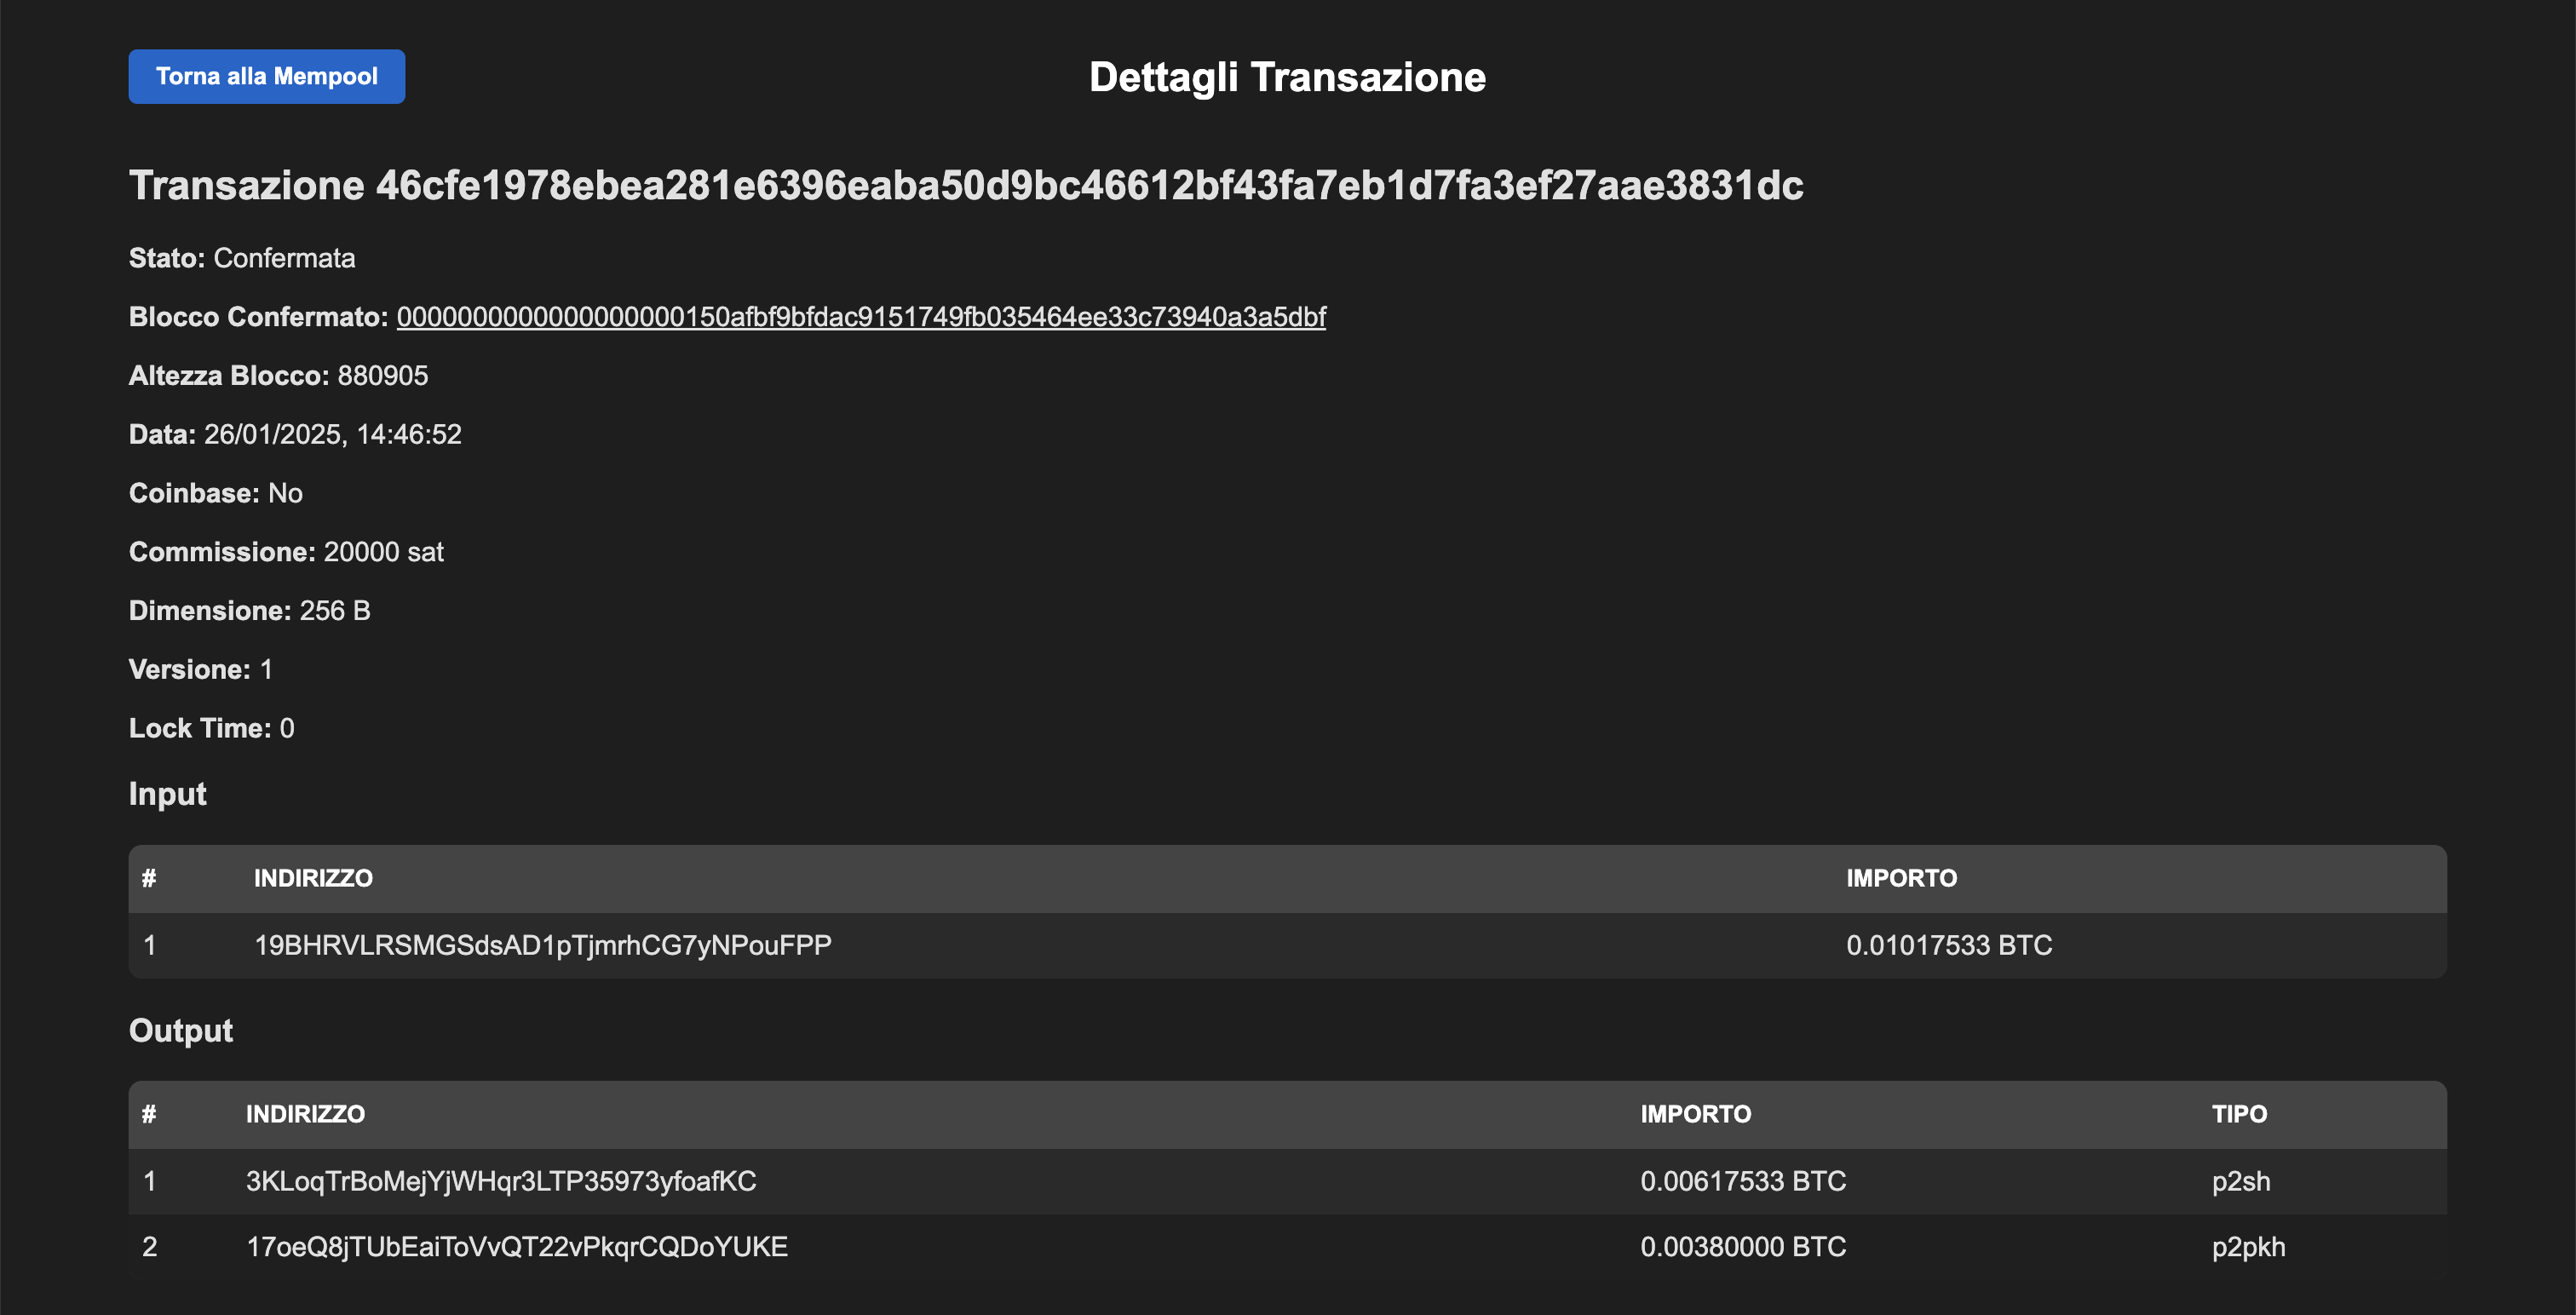 Torna alla Mempool
Dettagli Transazione
Transazione 46cfe1978ebea281e6396eaba50d9bc46612bf43fa7eb1d7fa3ef27aae3831dc
Stato: Confermata
Blocco Confermato: 0000000000000000000150afbf9bfdac9151749fb035464ee33c73940a3a5dbf
Altezza Blocco: 880905
Data: 26/01/2025, 14:46:52
Coinbase: No
Commissione: 20000 sat
Dimensione: 256 B
Versione: 1
Lock Time: 0
Input
# INDIRIZZO IMPORTO
1 19BHRVLRSMGSdsAD1pTjmrhCG7yNPouFPP 0.01017533 BTC
Output
# INDIRIZZO IMPORTO TIPO
1 3KLoqTrBoMejYjWHqr3LTP35973yfoafKC 0.00617533 BTC p2sh
2 17oeQ8jTUbEaiToVvQT22vPkqrCQDoYUKE 0.00380000 BTC p2pkh